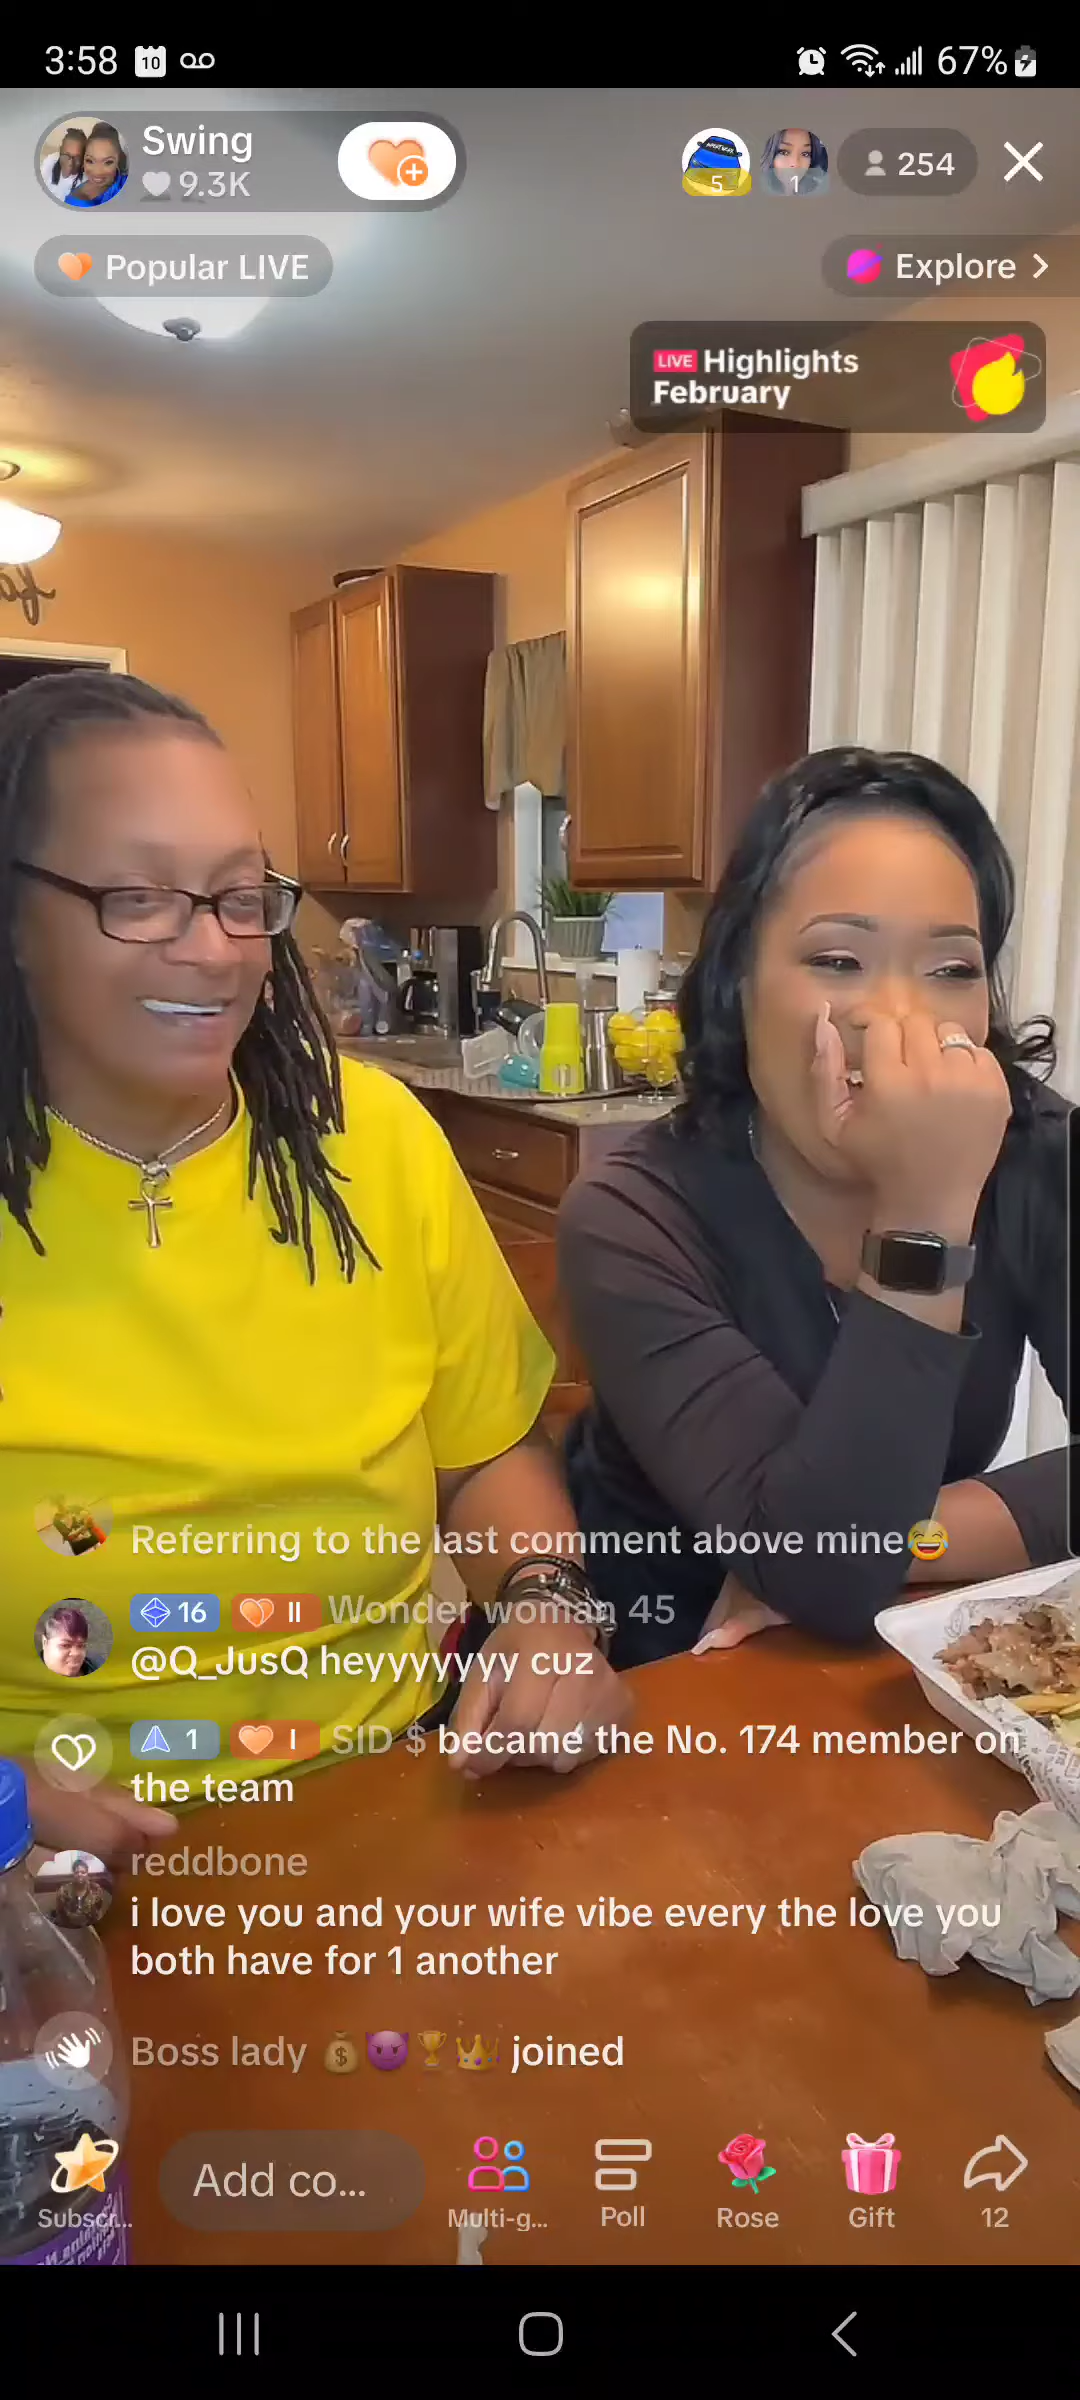 3:58 10 67%
Swing
9.3K
5
1
254
Popular LIVE
Explore
LIVE Highlights
February
Referring to the last comment above mine😂
16 II Wonder woman 45
@Q_JusQ heyyyyyyy cuz
1 I SID $ became the No. 174 member on
the team
reddbone
i love you and your wife vibe every the love you
both have for 1 another
Boss lady 💰😈🏆👑 joined
Add co...
Subscr...
Multi-g...
Poll
Rose
Gift
12